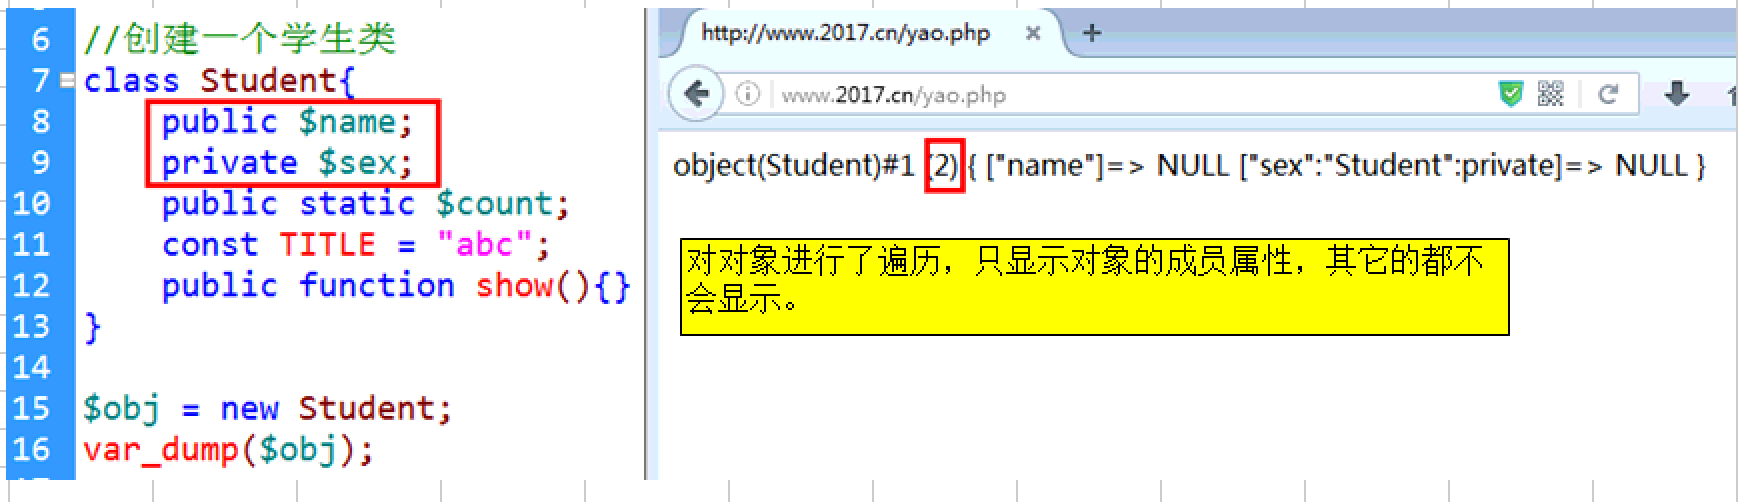 6 //创建一个学生类
7 class Student{
8 public $name;
9 private $sex;
10 public static $count;
11 const TITLE = "abc";
12 public function show(){}
13 }
14
15 $obj = new Student;
16 var_dump($obj);
http://www.2017.cn/yao.php
www.2017.cn/yao.php
object(Student)#1 (2) { ["name"]=> NULL ["sex":"Student":private]=> NULL }
对对象进行了遍历，只显示对象的成员属性，其它的都不
会显示。